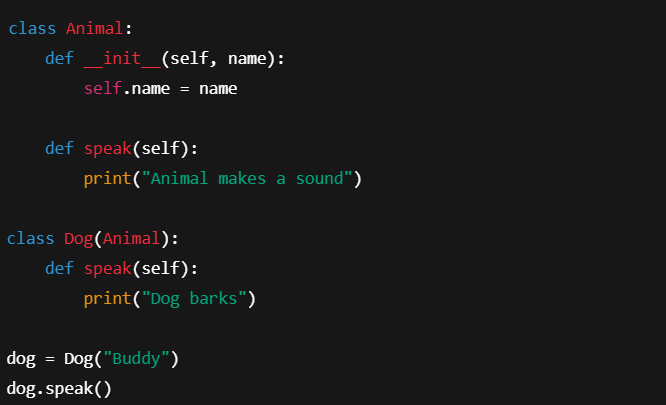 class Animal:
    def __init__(self, name):
        self.name = name
    def speak(self):
        print("Animal makes a sound")
class Dog(Animal):
    def speak(self):
        print("Dog barks")
dog = Dog("Buddy")
dog.speak()